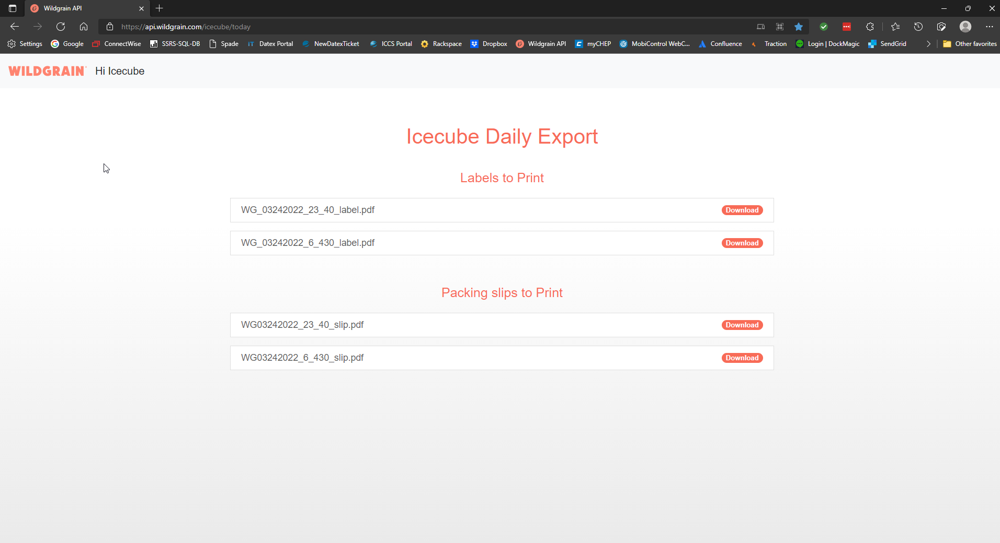 Wildgrain API
https://api.wildgrain.com/icecube/today
Settings Google ConnectWise SSRS-SQL-DB Spade IT Datex Portal NewDatexTicket ICCS Portal Rackspace Dropbox Wildgrain API myCHEP MobiControl WebC... Confluence Traction Login | DockMagic SendGrid Other favorites
WILDGRAIN Hi Icecube
Icecube Daily Export
Labels to Print
WG_03242022_23_40_label.pdf Download
WG_03242022_6_430_label.pdf Download
Packing slips to Print
WG03242022_23_40_slip.pdf Download
WG03242022_6_430_slip.pdf Download